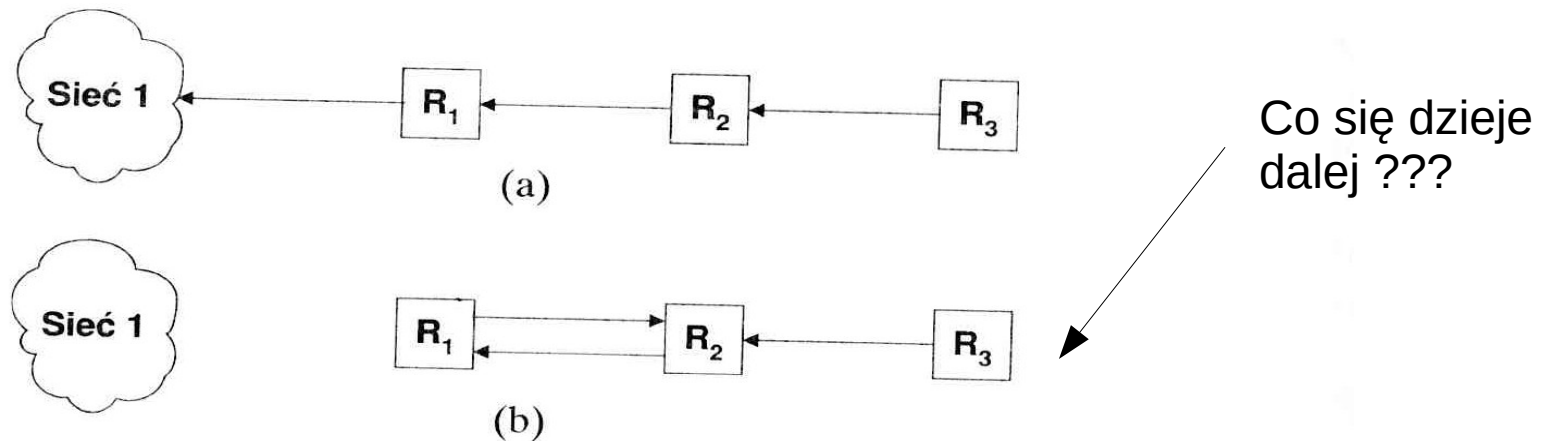 Sieć 1
R₁
R₂
R₃
(a)
Co się dzieje
dalej ???
Sieć 1
R₁
R₂
R₃
(b)